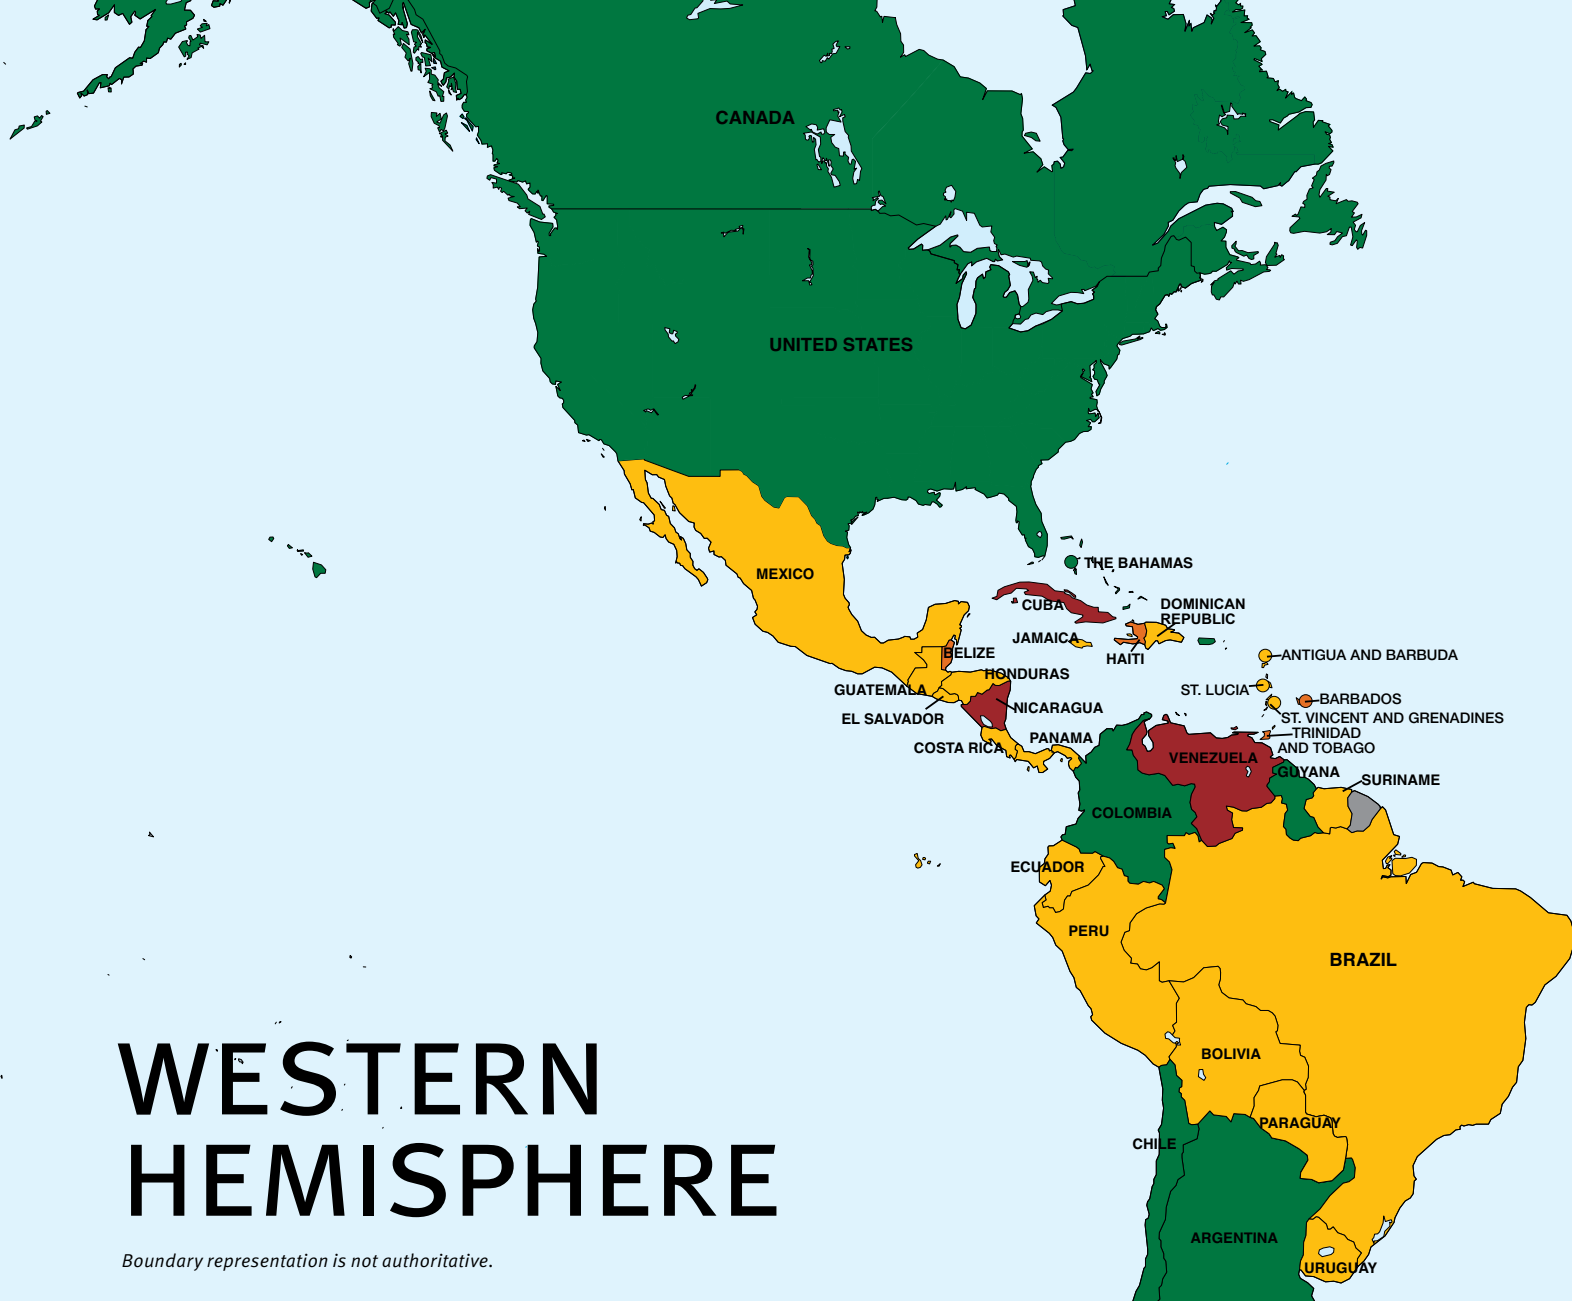 CANADA
UNITED STATES
MEXICO
THE BAHAMAS
CUBA
DOMINICAN
REPUBLIC
JAMAICA
HAITI
BELIZE
ANTIGUA AND BARBUDA
HONDURAS
GUATEMALA
ST. LUCIA
BARBADOS
NICARAGUA
EL SALVADOR
ST. VINCENT AND GRENADINES
TRINIDAD
AND TOBAGO
COSTA RICA
PANAMA
VENEZUELA
GUYANA
SURINAME
COLOMBIA
ECUADOR
PERU
BRAZIL
BOLIVIA
PARAGUAY
CHILE
ARGENTINA
URUGUAY
WESTERN
HEMISPHERE
Boundary representation is not authoritative.